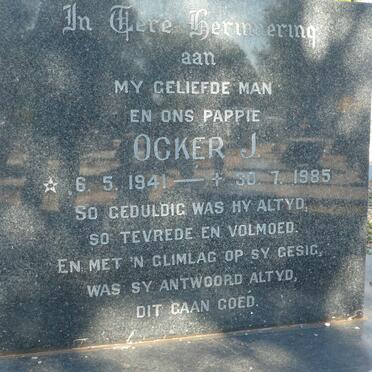 In Tere Herinnering
aan
MY GELIEFDE MAN
EN ONS PAPPIE
OCKER J.
☆ 6. 5. 1941 — + 30. 7. 1985
SO GEDULDIG WAS HY ALTYD,
SO TEVREDE EN VOLMOED.
EN MET 'N GLIMLAG OP SY GESIG,
WAS SY ANTWOORD ALTYD,
DIT GAAN GOED.